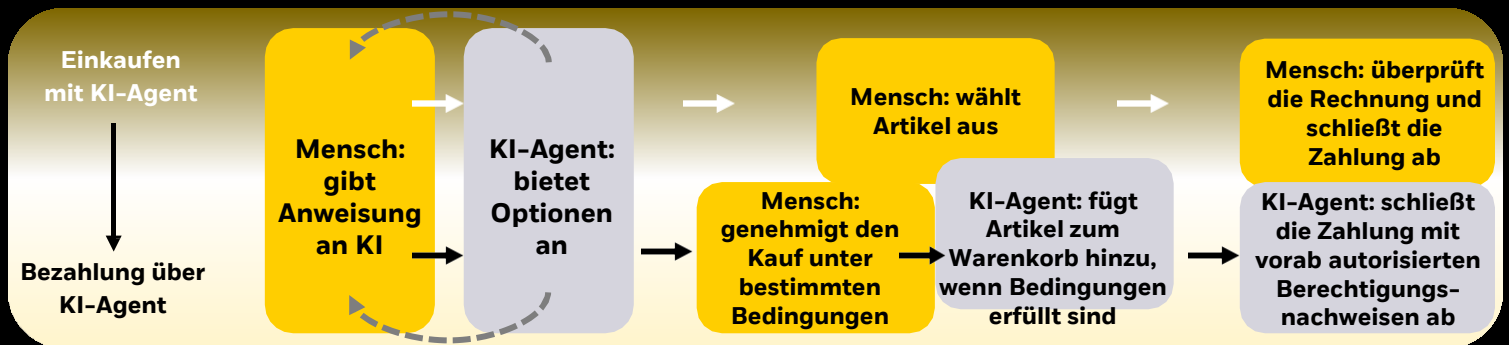 Einkaufen
mit KI-Agent
Bezahlung über
KI-Agent
Mensch:
gibt
Anweisung
an KI
KI-Agent:
bietet
Optionen
an
Mensch: wählt
Artikel aus
Mensch: überprüft
die Rechnung und
schließt die
Zahlung ab
Mensch:
genehmigt den
Kauf unter
bestimmten
Bedingungen
KI-Agent: fügt
Artikel zum
Warenkorb hinzu,
wenn Bedingungen
erfüllt sind
KI-Agent: schließt
die Zahlung mit
vorab autorisierten
Berechtigungs-
nachweisen ab